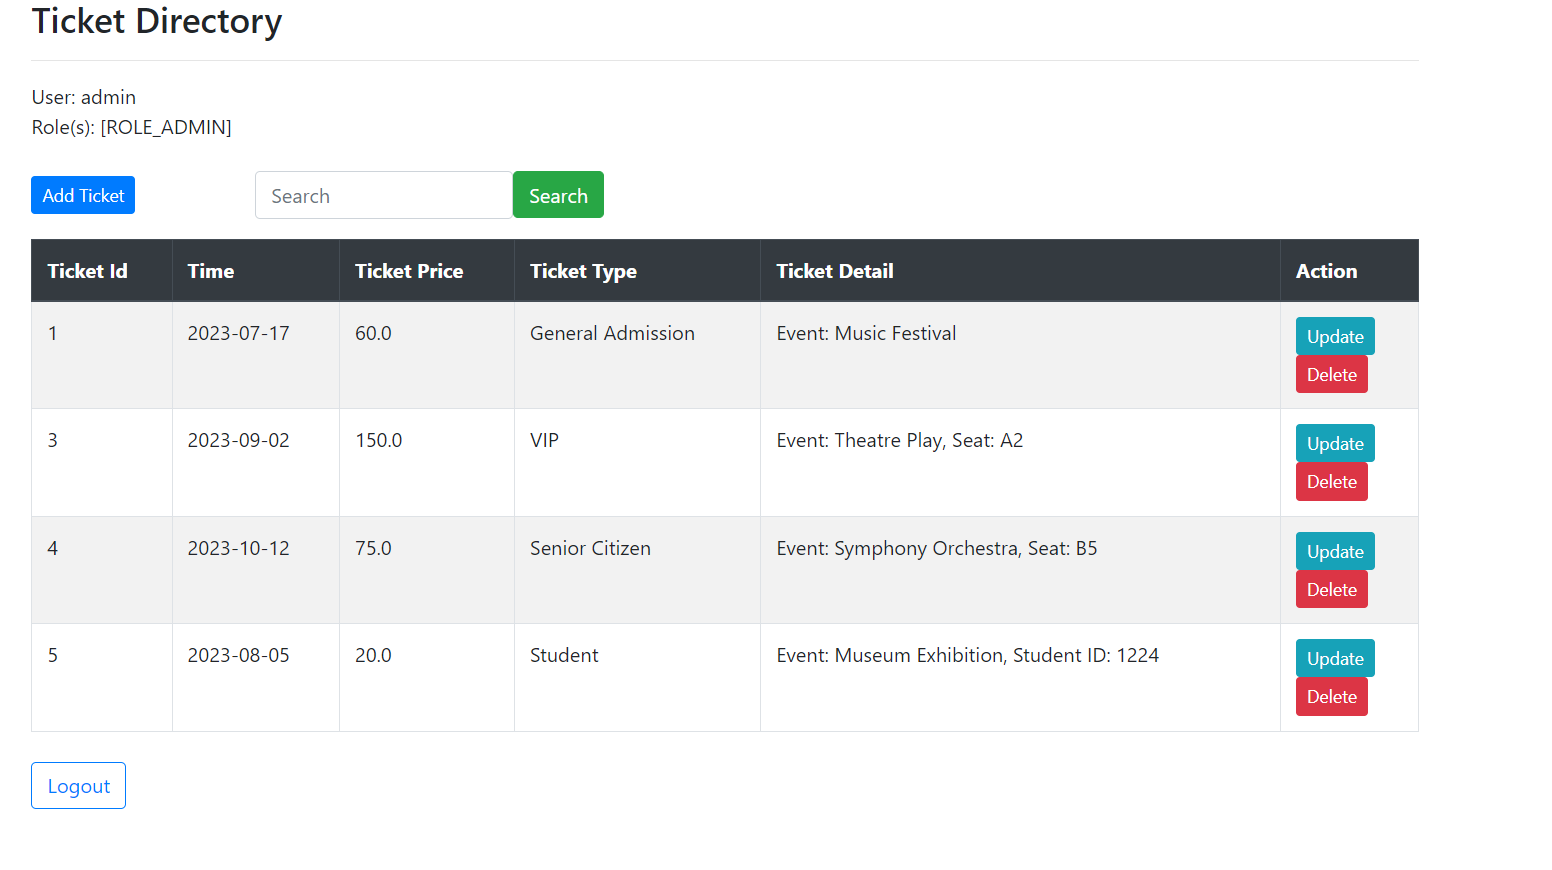 Ticket Directory
User: admin
Role(s): [ROLE_ADMIN]
Add Ticket Search Search
Ticket Id Time Ticket Price Ticket Type Ticket Detail Action
1 2023-07-17 60.0 General Admission Event: Music Festival Update
Delete
3 2023-09-02 150.0 VIP Event: Theatre Play, Seat: A2 Update
Delete
4 2023-10-12 75.0 Senior Citizen Event: Symphony Orchestra, Seat: B5 Update
Delete
5 2023-08-05 20.0 Student Event: Museum Exhibition, Student ID: 1224 Update
Delete
Logout